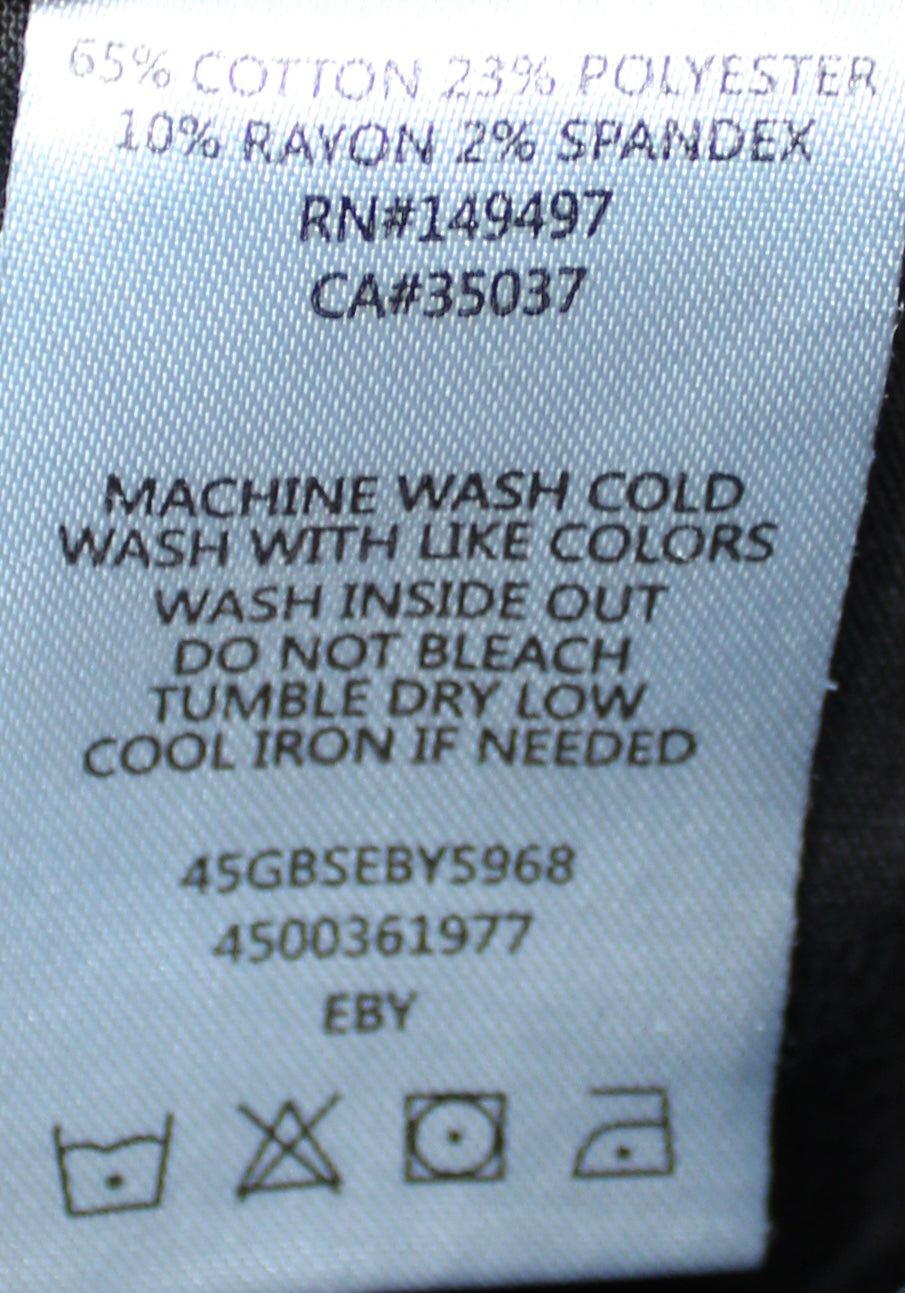 65% COTTON 23% POLYESTER
10% RAYON 2% SPANDEX
RN#149497
CA#35037
MACHINE WASH COLD
WASH WITH LIKE COLORS
WASH INSIDE OUT
DO NOT BLEACH
TUMBLE DRY LOW
COOL IRON IF NEEDED
45GBSEBY5968
4500361977
EBY